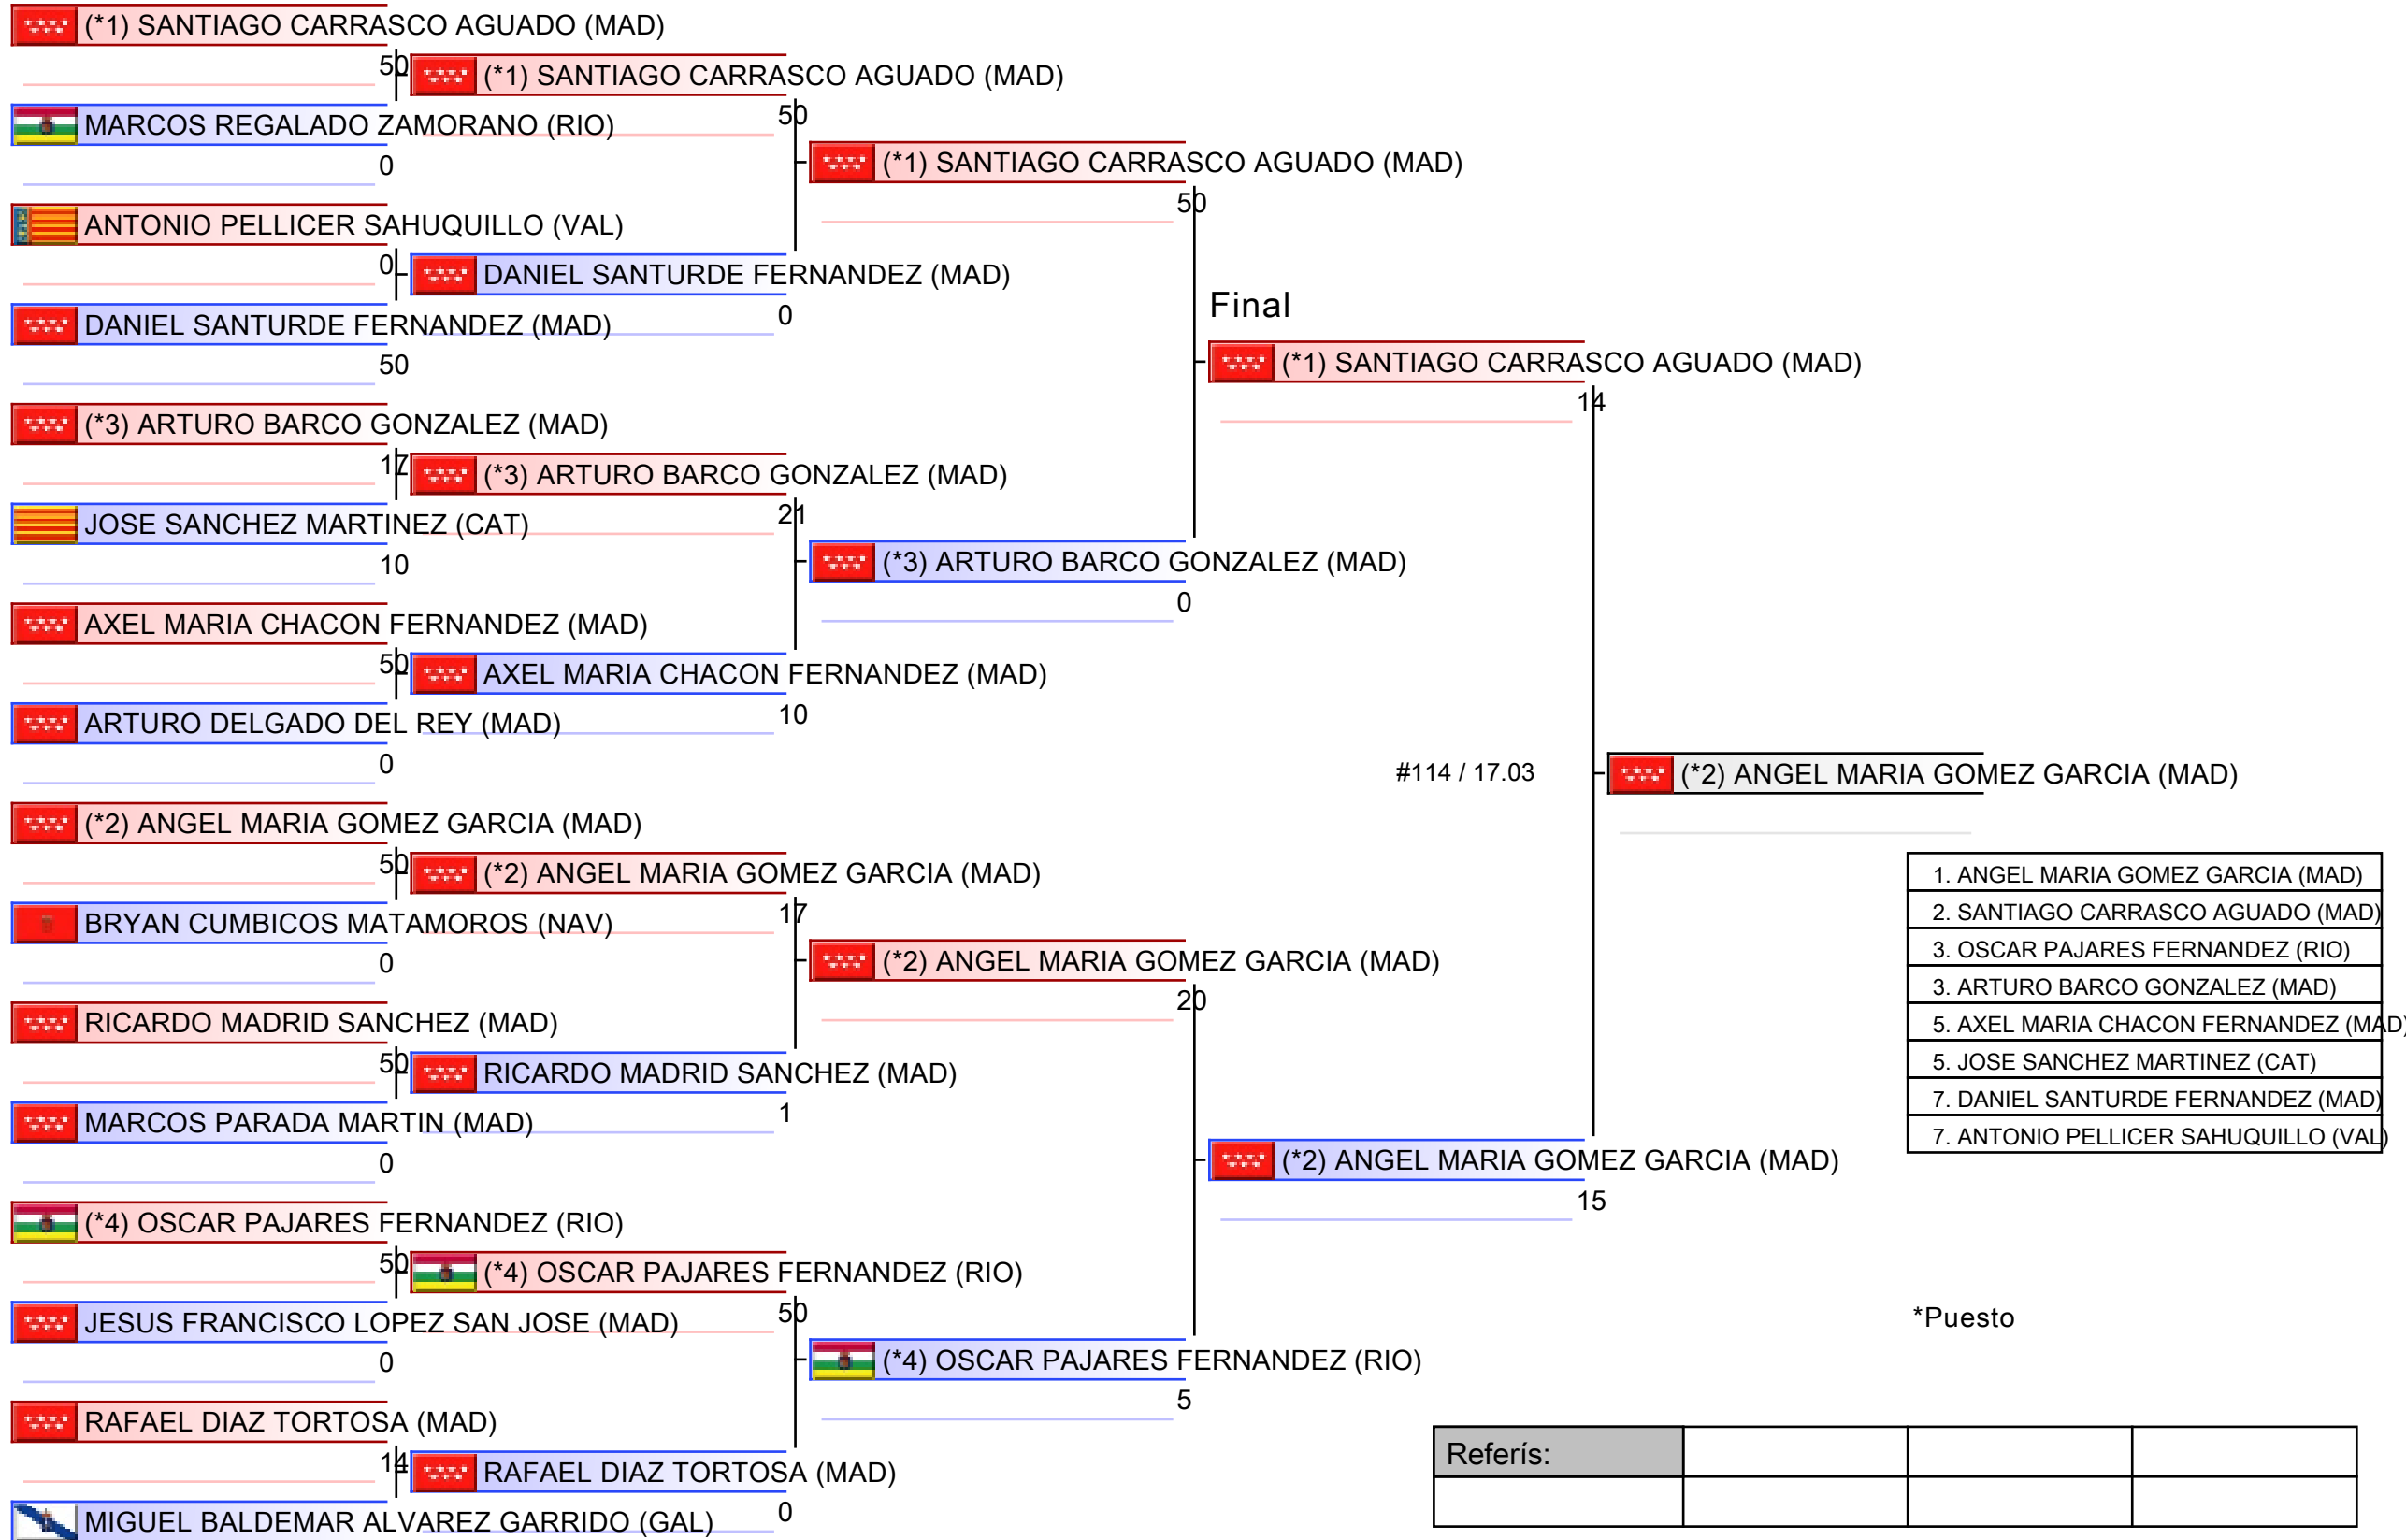 (*1) SANTIAGO CARRASCO AGUADO (MAD)
50
(*1) SANTIAGO CARRASCO AGUADO (MAD)
MARCOS REGALADO ZAMORANO (RIO)
50
0
(*1) SANTIAGO CARRASCO AGUADO (MAD)
50
ANTONIO PELLICER SAHUQUILLO (VAL)
0
DANIEL SANTURDE FERNANDEZ (MAD)
0
DANIEL SANTURDE FERNANDEZ (MAD)
50
Final
(*1) SANTIAGO CARRASCO AGUADO (MAD)
14
(*3) ARTURO BARCO GONZALEZ (MAD)
17
(*3) ARTURO BARCO GONZALEZ (MAD)
21
JOSE SANCHEZ MARTINEZ (CAT)
10
(*3) ARTURO BARCO GONZALEZ (MAD)
0
AXEL MARIA CHACON FERNANDEZ (MAD)
50
AXEL MARIA CHACON FERNANDEZ (MAD)
10
ARTURO DELGADO DEL REY (MAD)
0
#114 / 17.03
(*2) ANGEL MARIA GOMEZ GARCIA (MAD)
(*2) ANGEL MARIA GOMEZ GARCIA (MAD)
50
(*2) ANGEL MARIA GOMEZ GARCIA (MAD)
17
BRYAN CUMBICOS MATAMOROS (NAV)
0
(*2) ANGEL MARIA GOMEZ GARCIA (MAD)
20
RICARDO MADRID SANCHEZ (MAD)
50
RICARDO MADRID SANCHEZ (MAD)
1
MARCOS PARADA MARTIN (MAD)
0
(*2) ANGEL MARIA GOMEZ GARCIA (MAD)
15
1. ANGEL MARIA GOMEZ GARCIA (MAD)
2. SANTIAGO CARRASCO AGUADO (MAD)
3. OSCAR PAJARES FERNANDEZ (RIO)
3. ARTURO BARCO GONZALEZ (MAD)
5. AXEL MARIA CHACON FERNANDEZ (MAD)
5. JOSE SANCHEZ MARTINEZ (CAT)
7. DANIEL SANTURDE FERNANDEZ (MAD)
7. ANTONIO PELLICER SAHUQUILLO (VAL)
(*4) OSCAR PAJARES FERNANDEZ (RIO)
50
(*4) OSCAR PAJARES FERNANDEZ (RIO)
50
JESUS FRANCISCO LOPEZ SAN JOSE (MAD)
0
(*4) OSCAR PAJARES FERNANDEZ (RIO)
5
*Puesto
RAFAEL DIAZ TORTOSA (MAD)
14
RAFAEL DIAZ TORTOSA (MAD)
0
MIGUEL BALDEMAR ALVAREZ GARRIDO (GAL)
Referís: